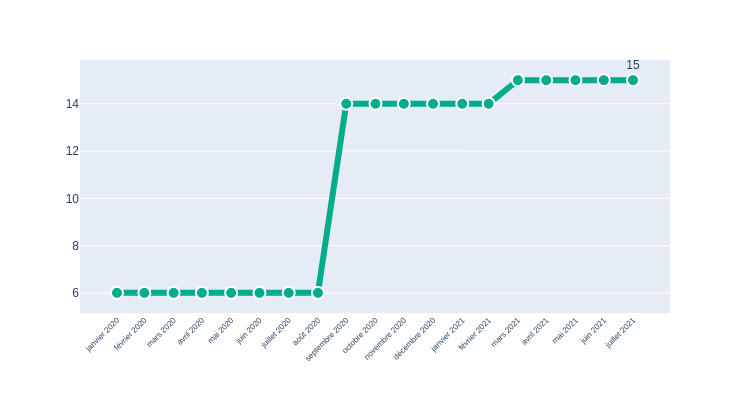 15
14
12
10
8
6
janvier 2020
février 2020
mars 2020
avril 2020
mai 2020
juin 2020
juillet 2020
août 2020
septembre 2020
octobre 2020
novembre 2020
décembre 2020
janvier 2021
février 2021
mars 2021
avril 2021
mai 2021
juin 2021
juillet 2021